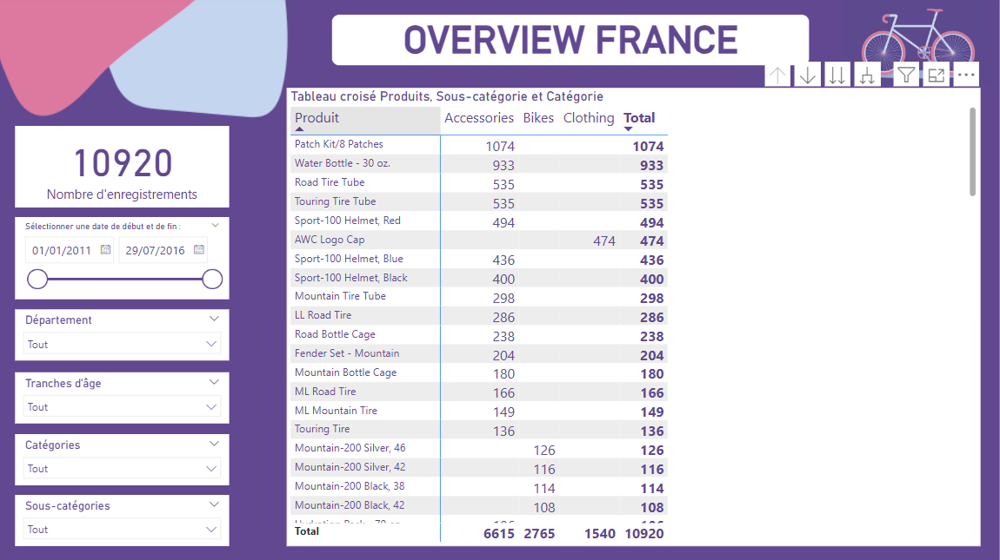 OVERVIEW FRANCE
10920
Nombre d'enregistrements
Sélectionner une date de début et de fin :
01/01/2011 29/07/2016
Département
Tout
Tranches d'âge
Tout
Catégories
Tout
Sous-catégories
Tout
Tableau croisé Produits, Sous-catégorie et Catégorie
Produit Accessories Bikes Clothing Total
Patch Kit/8 Patches 1074 1074
Water Bottle - 30 oz. 933 933
Road Tire Tube 535 535
Touring Tire Tube 535 535
Sport-100 Helmet, Red 494 494
AWC Logo Cap 474 474
Sport-100 Helmet, Blue 436 436
Sport-100 Helmet, Black 400 400
Mountain Tire Tube 298 298
LL Road Tire 286 286
Road Bottle Cage 238 238
Fender Set - Mountain 204 204
Mountain Bottle Cage 180 180
ML Road Tire 166 166
ML Mountain Tire 149 149
Touring Tire 136 136
Mountain-200 Silver, 46 126 126
Mountain-200 Silver, 42 116 116
Mountain-200 Black, 38 114 114
Mountain-200 Black, 42 108 108
Total 6615 2765 1540 10920